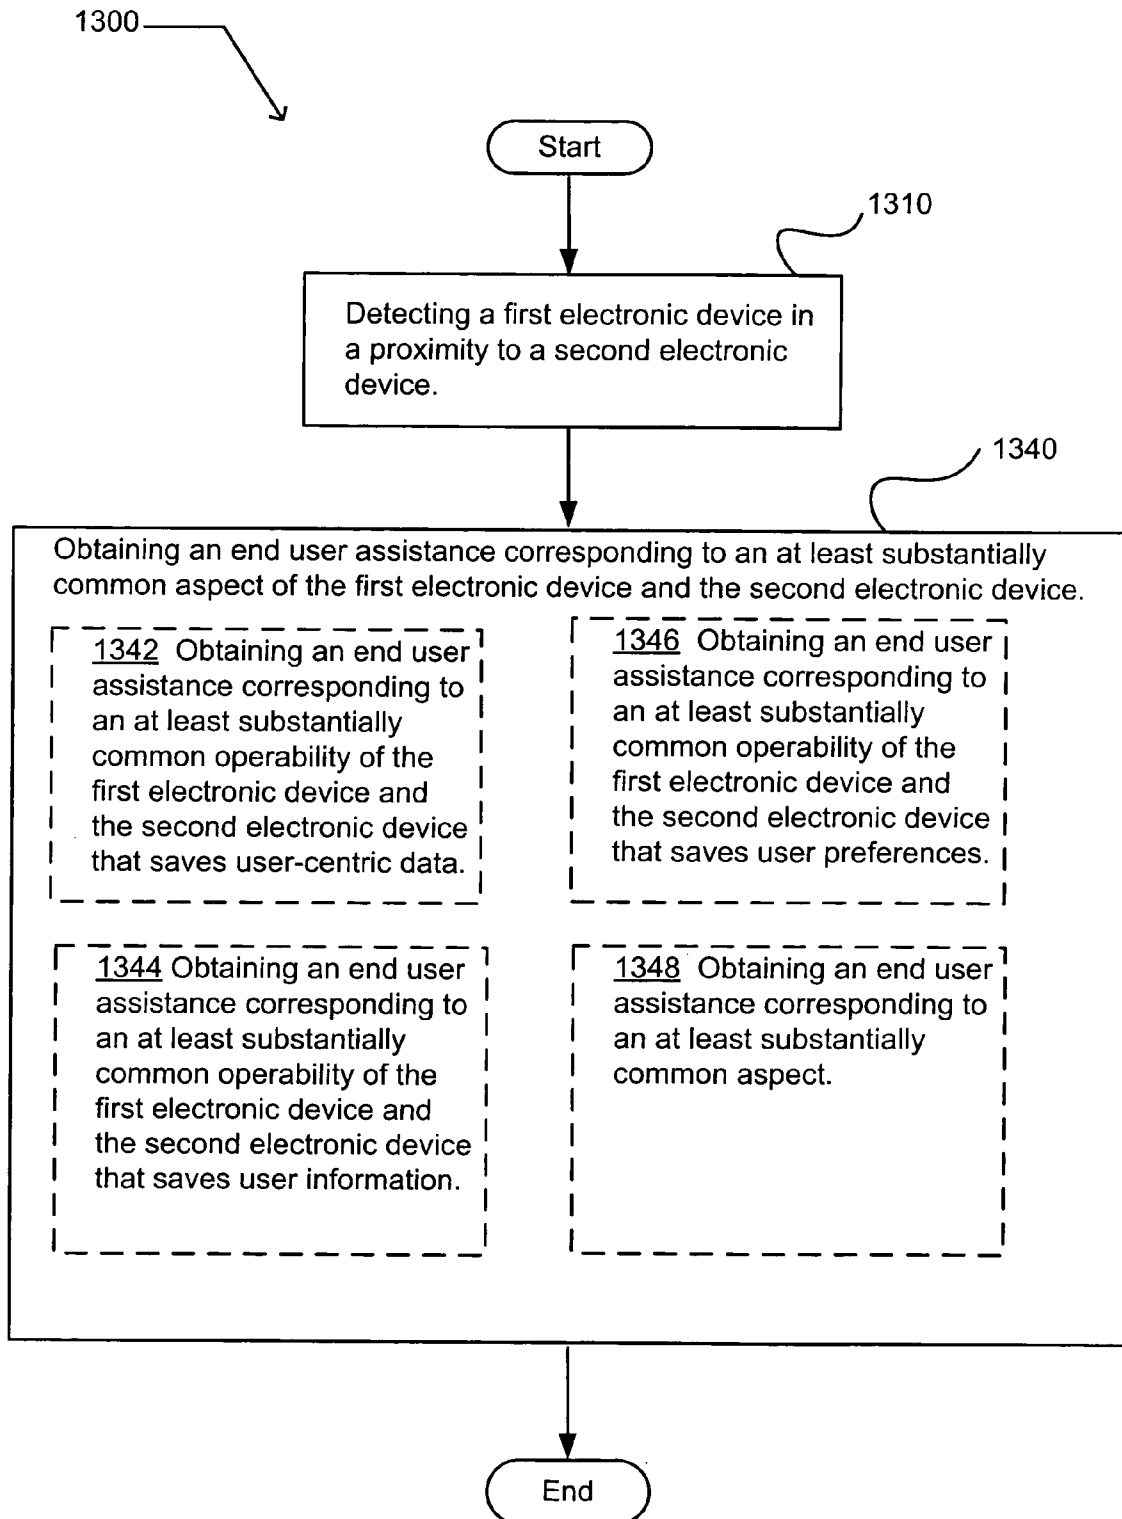 1300
Start
1310
Detecting a first electronic device in
a proximity to a second electronic
device.
1340
Obtaining an end user assistance corresponding to an at least substantially
common aspect of the first electronic device and the second electronic device.
1342 Obtaining an end user
assistance corresponding to
an at least substantially
common operability of the
first electronic device and
the second electronic device
that saves user-centric data.
1346 Obtaining an end user
assistance corresponding to
an at least substantially
common operability of the
first electronic device and
the second electronic device
that saves user preferences.
1344 Obtaining an end user
assistance corresponding to
an at least substantially
common operability of the
first electronic device and
the second electronic device
that saves user information.
1348 Obtaining an end user
assistance corresponding to
an at least substantially
common aspect.
End